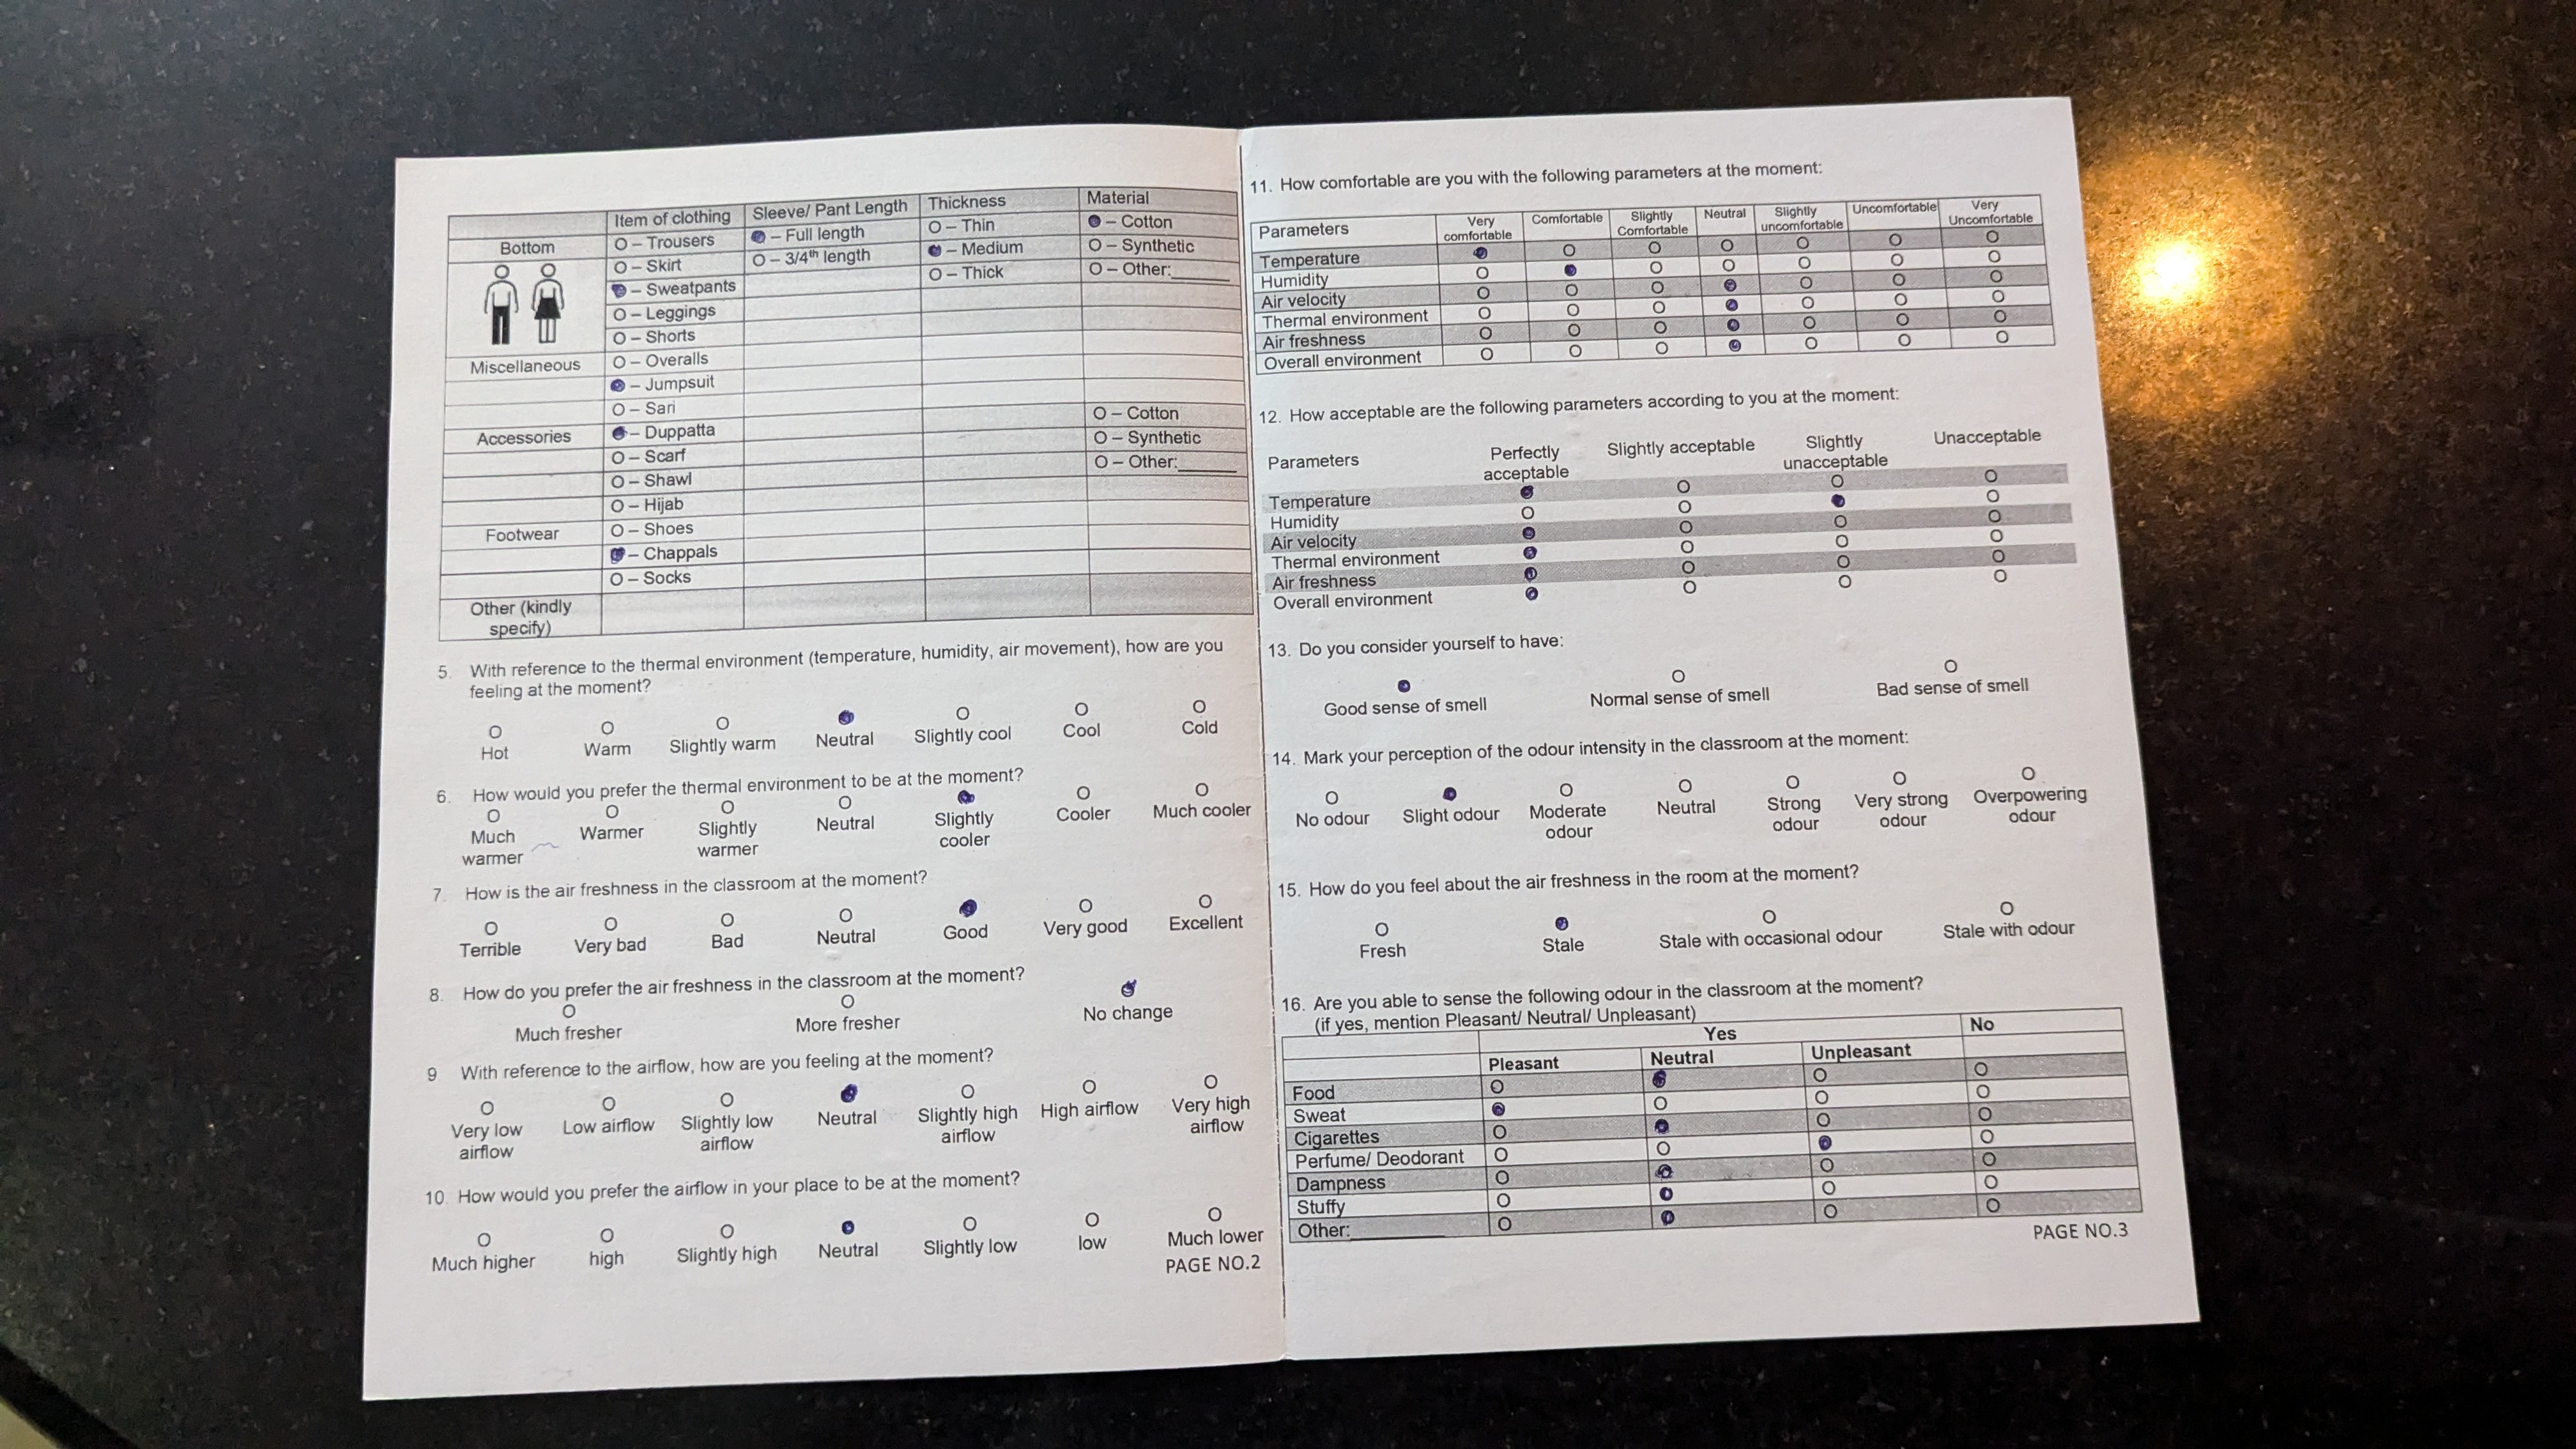 Item of clothing Sleeve/ Pant Length Thickness Material
Bottom O – Trousers ● – Full length O – Thin ● – Cotton
O – Skirt O – 3/4th length ● – Medium O – Synthetic
● – Sweatpants O – Thick O – Other:______
O – Leggings
O – Shorts
Miscellaneous O – Overalls
● – Jumpsuit
O – Sari O – Cotton
Accessories ● – Duppatta O – Synthetic
O – Scarf O – Other:______
O – Shawl
O – Hijab
Footwear O – Shoes
● – Chappals
O – Socks
Other (kindly
specify)
5. With reference to the thermal environment (temperature, humidity, air movement), how are you
feeling at the moment?
O O O ● O O O
Hot Warm Slightly warm Neutral Slightly cool Cool Cold
6. How would you prefer the thermal environment to be at the moment?
O O O O ● O O
Much Warmer Slightly Neutral Slightly Cooler Much cooler
warmer warmer cooler
7. How is the air freshness in the classroom at the moment?
O O O O ● O O
Terrible Very bad Bad Neutral Good Very good Excellent
8. How do you prefer the air freshness in the classroom at the moment?
O O ●
Much fresher More fresher No change
9 With reference to the airflow, how are you feeling at the moment?
O O O ● O O O
Very low Low airflow Slightly low Neutral Slightly high High airflow Very high
airflow airflow airflow airflow
10. How would you prefer the airflow in your place to be at the moment?
O O O ● O O O
Much higher high Slightly high Neutral Slightly low low Much lower
PAGE NO.2
11. How comfortable are you with the following parameters at the moment:
Parameters Very Comfortable Slightly Neutral Slightly Uncomfortable Very
comfortable Comfortable uncomfortable Uncomfortable
Temperature ● O O O O O O
Humidity O ● O O O O O
Air velocity O O O ● O O O
Thermal environment O O O ● O O O
Air freshness O O O ● O O O
Overall environment O O O ● O O O
12. How acceptable are the following parameters according to you at the moment:
Parameters Perfectly Slightly acceptable Slightly Unacceptable
acceptable unacceptable
Temperature ● O O O
Humidity O O ● O
Air velocity ● O O O
Thermal environment ● O O O
Air freshness ● O O O
Overall environment ● O O O
13. Do you consider yourself to have:
● O O
Good sense of smell Normal sense of smell Bad sense of smell
14. Mark your perception of the odour intensity in the classroom at the moment:
O ● O O O O O
No odour Slight odour Moderate Neutral Strong Very strong Overpowering
odour odour odour odour
15. How do you feel about the air freshness in the room at the moment?
O ● O O
Fresh Stale Stale with occasional odour Stale with odour
16. Are you able to sense the following odour in the classroom at the moment?
(if yes, mention Pleasant/ Neutral/ Unpleasant)
Yes No
Pleasant Neutral Unpleasant
Food O ● O O
Sweat ● O O O
Cigarettes O ● O O
Perfume/ Deodorant O O ● O
Dampness O ● O O
Stuffy O ● O O
Other:__________ O ● O O
PAGE NO.3